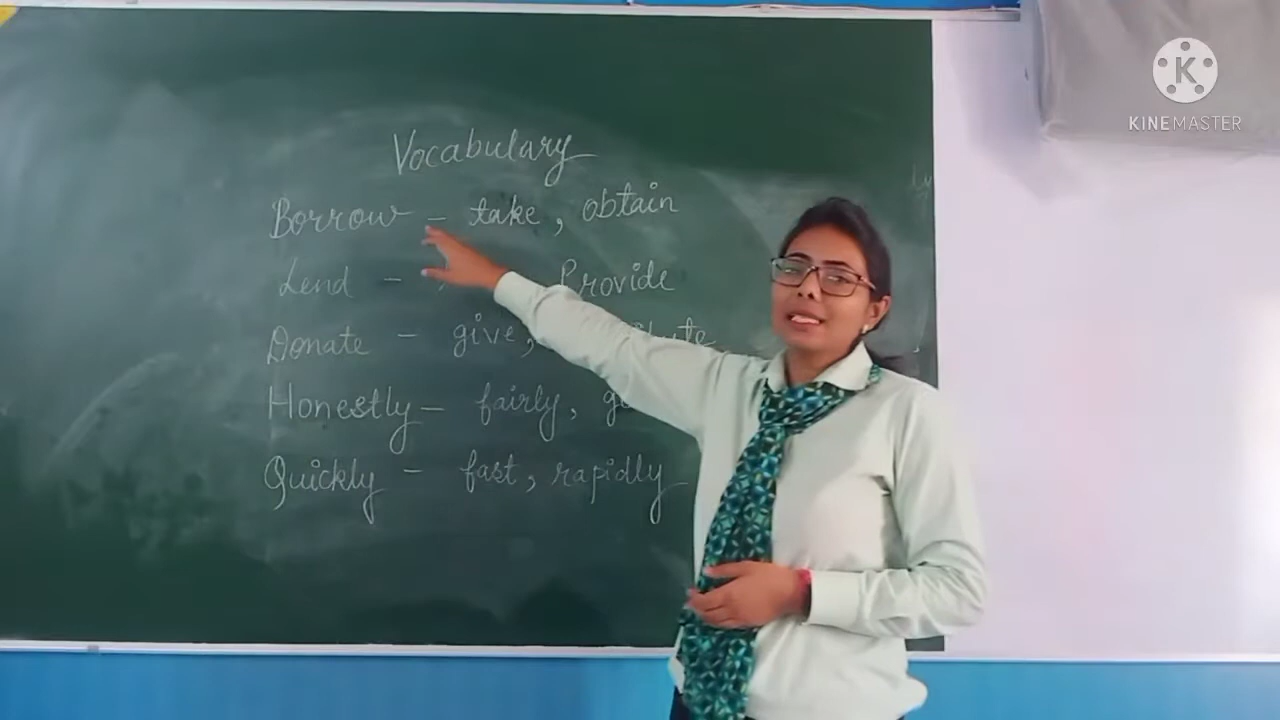 Vocabulary
Borrow - take, obtain
Lend - Provide
Donate - give,
Honestly - fairly,
Quickly - fast, rapidly
KINEMASTER